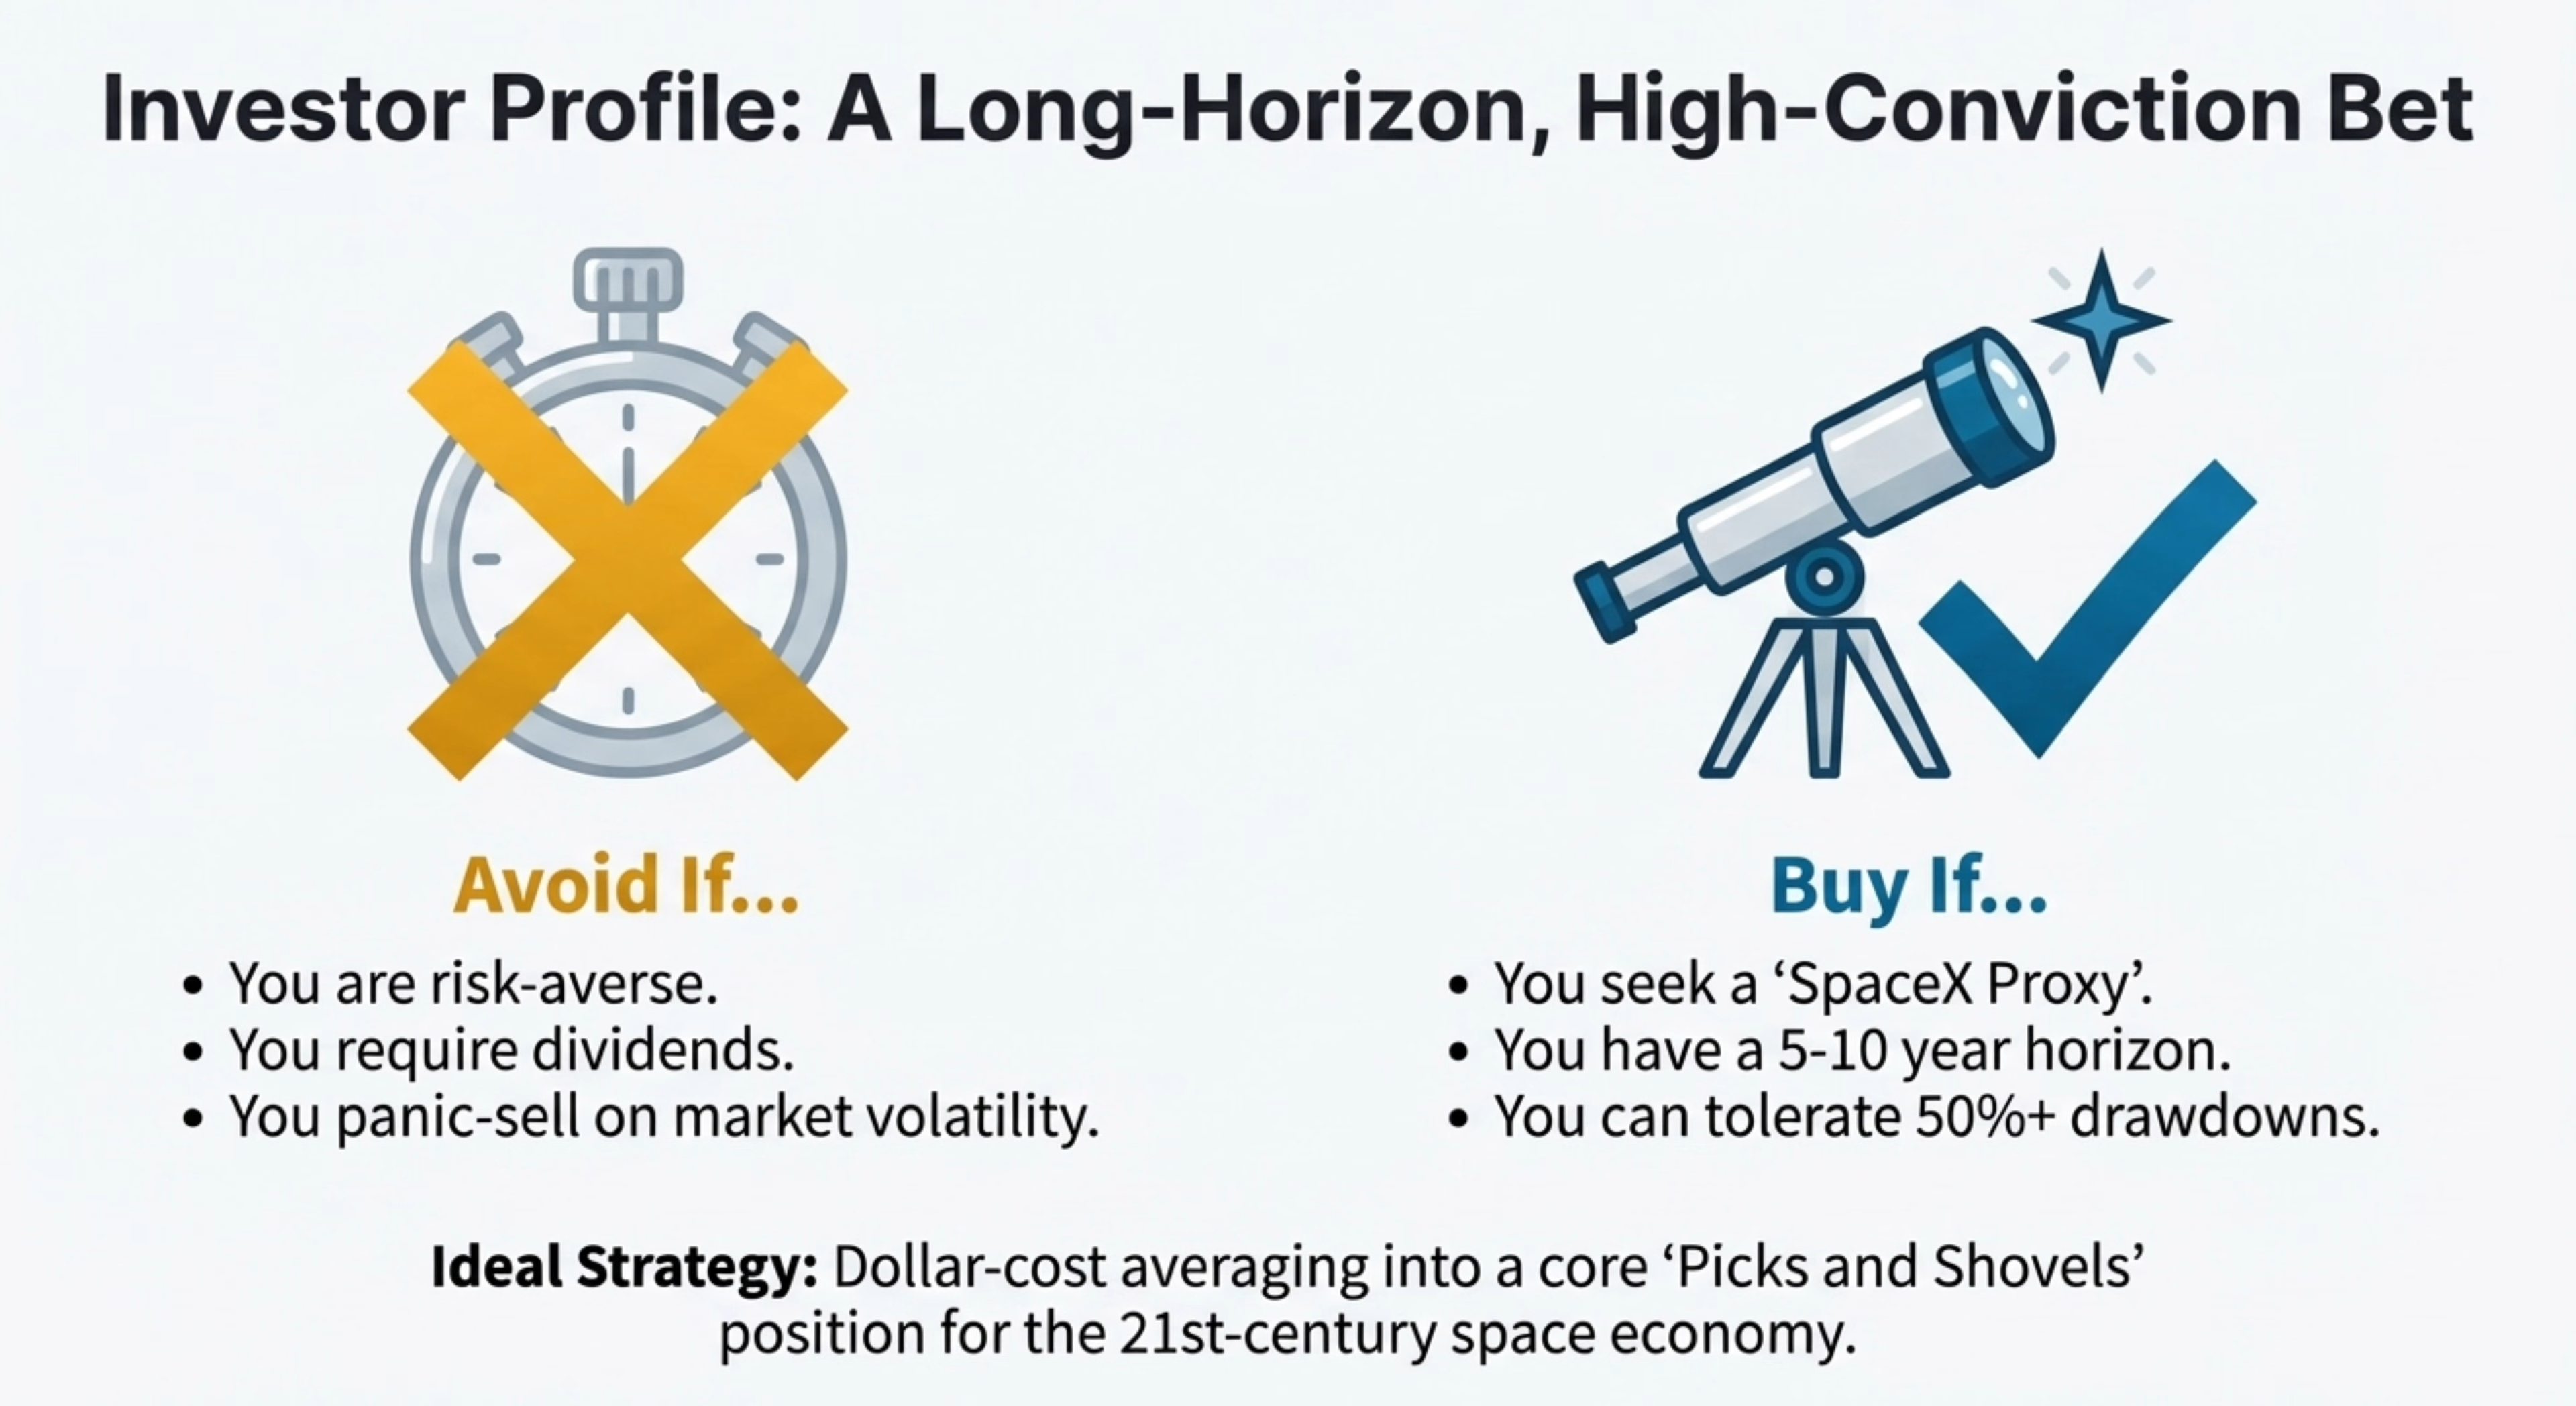 Investor Profile: A Long-Horizon, High-Conviction Bet
Avoid If...
• You are risk-averse.
• You require dividends.
• You panic-sell on market volatility.
Buy If...
• You seek a ‘SpaceX Proxy’.
• You have a 5-10 year horizon.
• You can tolerate 50%+ drawdowns.
Ideal Strategy: Dollar-cost averaging into a core ‘Picks and Shovels’
position for the 21st-century space economy.